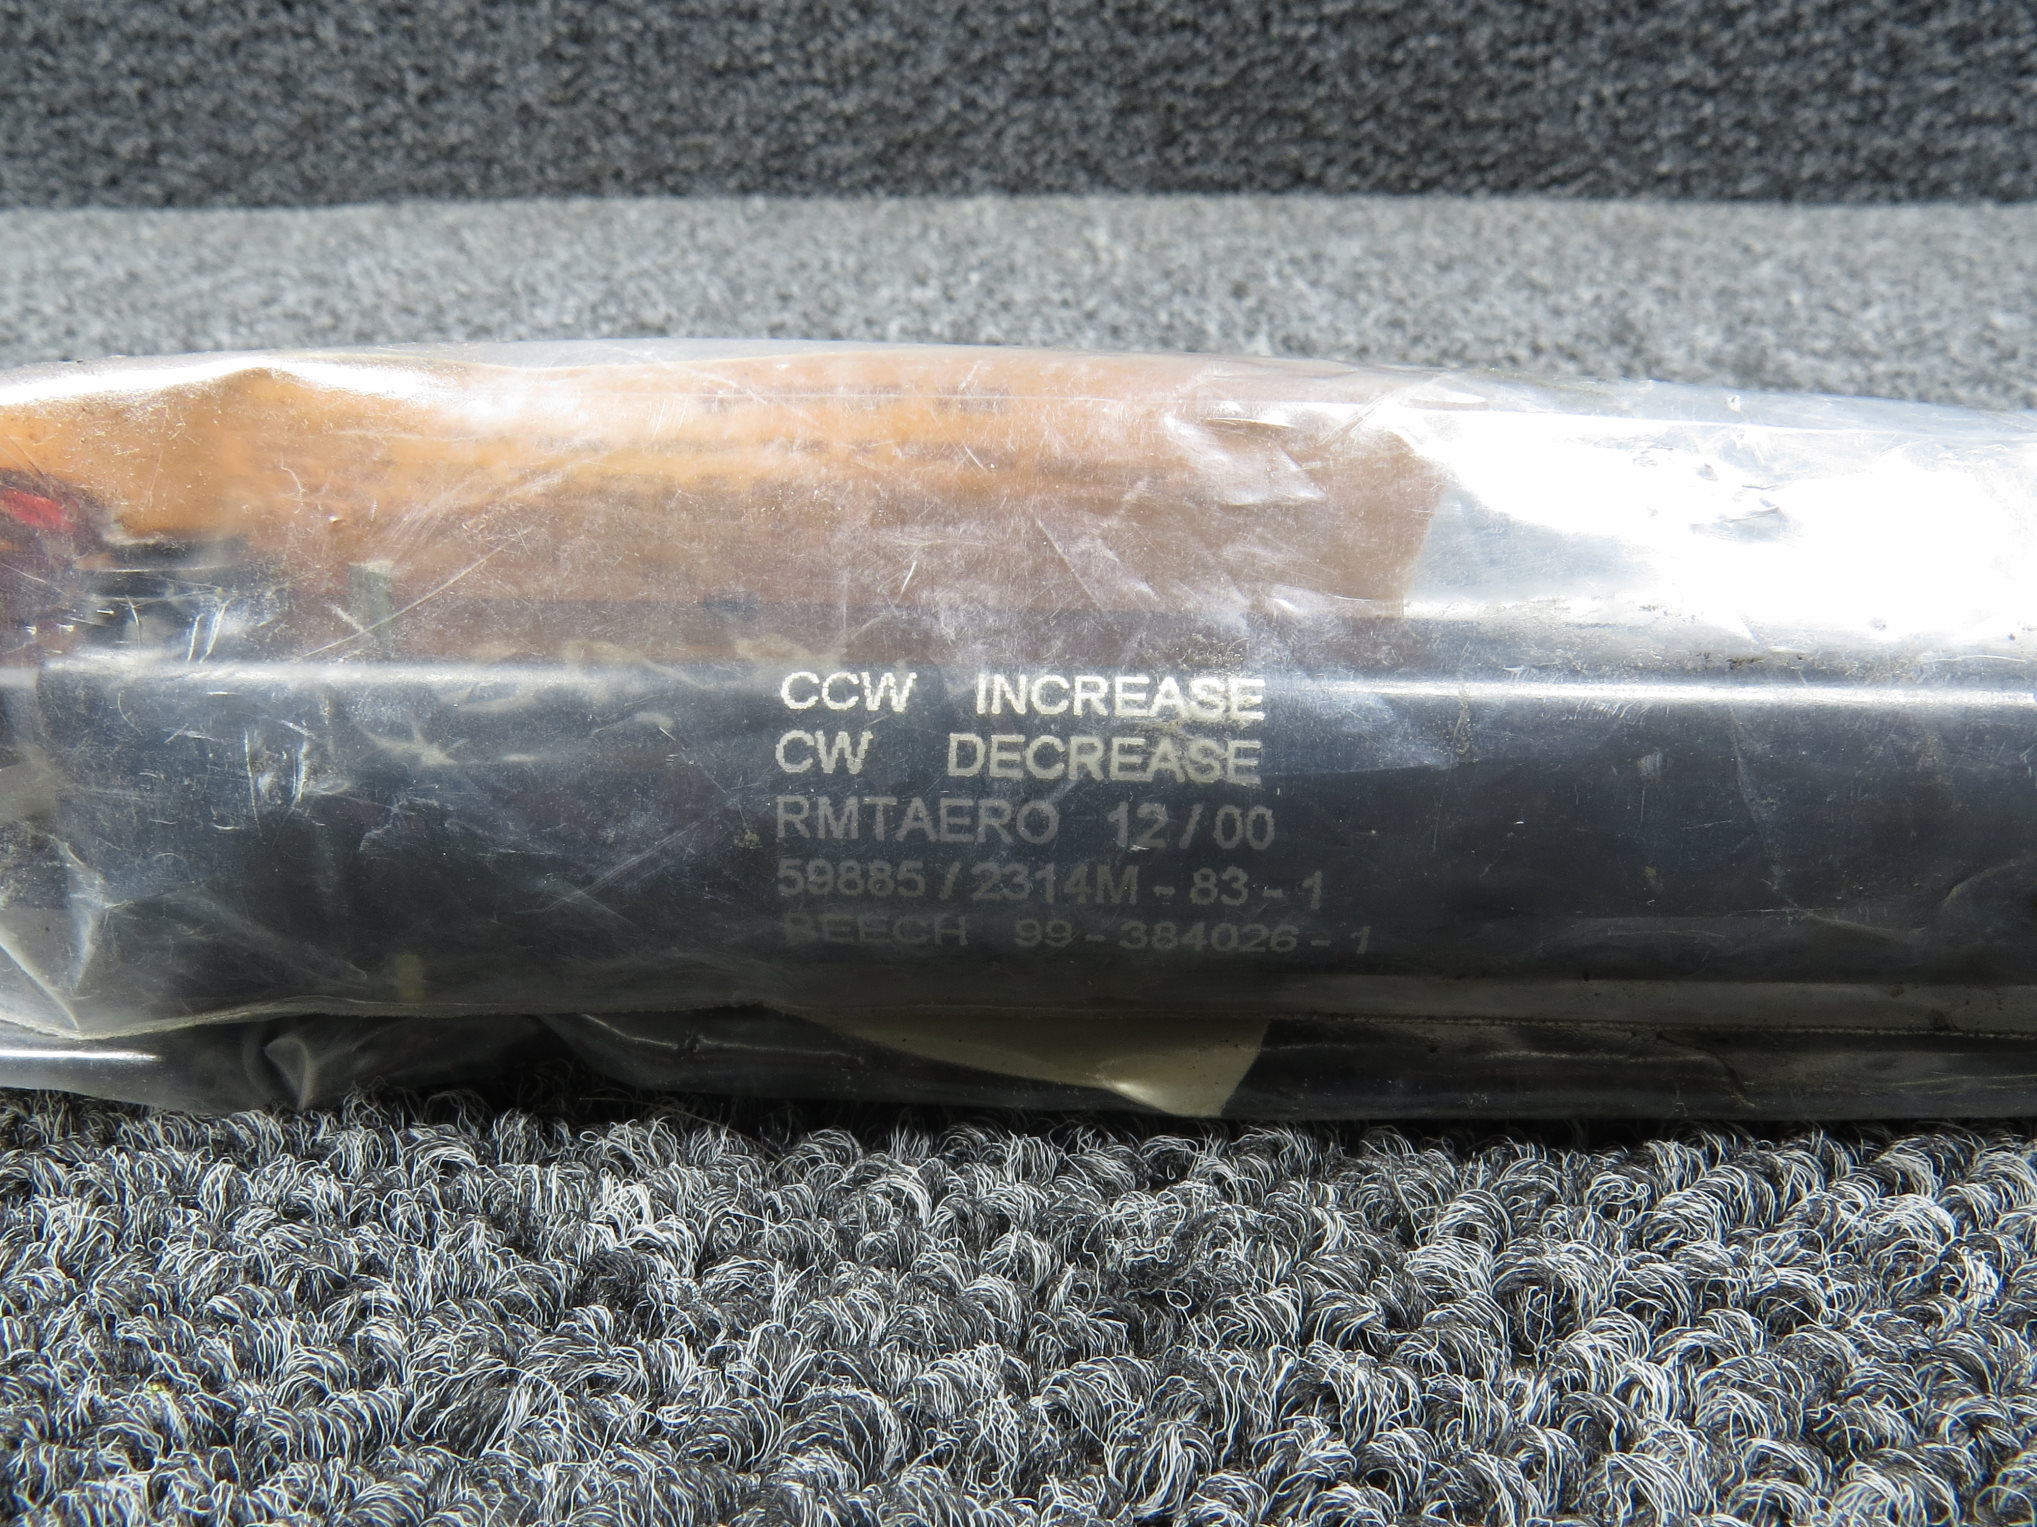 CCW INCREASE
CW DECREASE
RMTAERO 12/00
59885/2314M-83-1
BEECH 99-384026-1